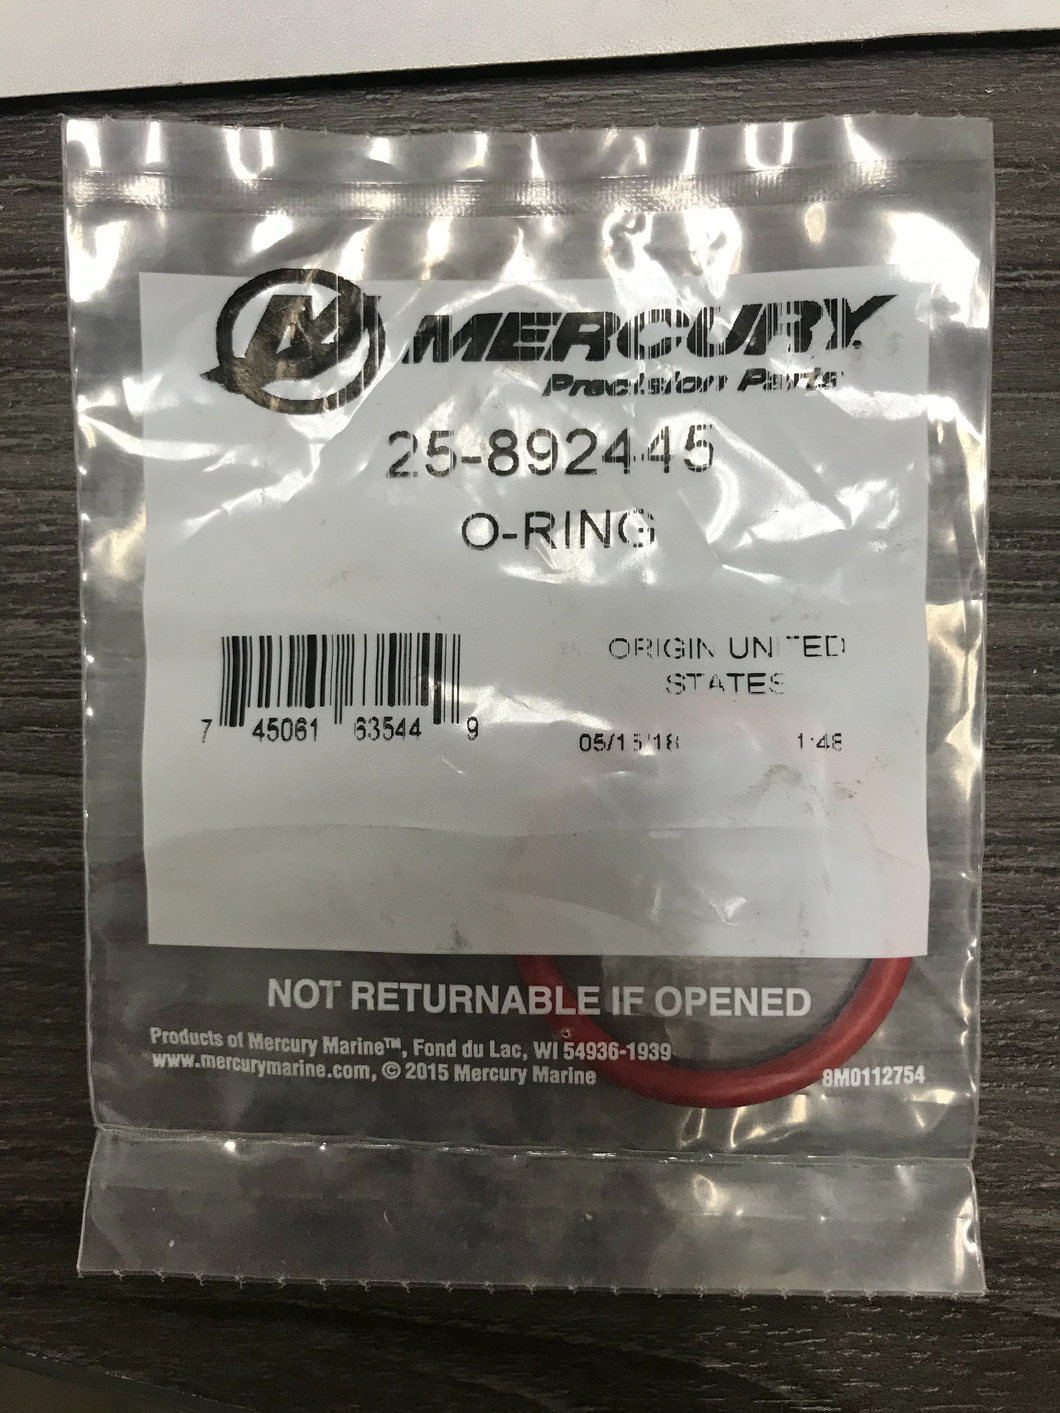 MERCURY
Precision Parts
25-892445
O-RING
ORIGIN UNITED
STATES
7 45061 63544 9
05/15/18 1:48
NOT RETURNABLE IF OPENED
Products of Mercury Marine™, Fond du Lac, WI 54936-1939
www.mercurymarine.com, © 2015 Mercury Marine
8M0112754